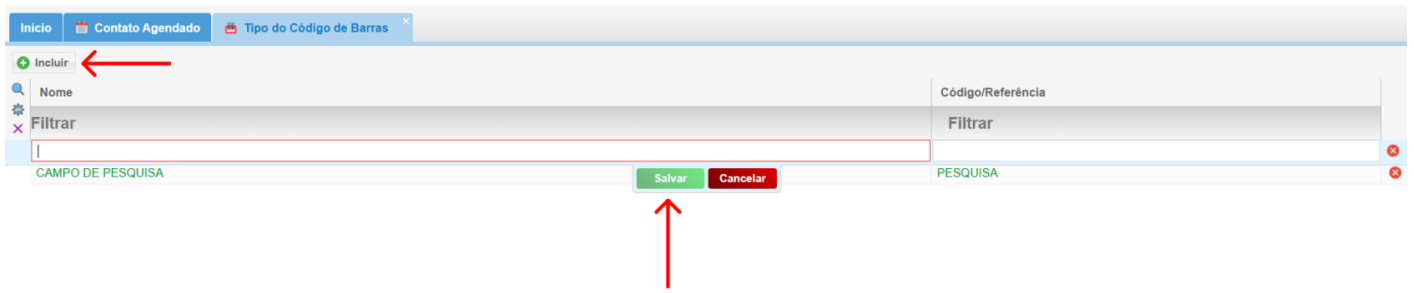 Início Contato Agendado Tipo do Código de Barras
Incluir
Nome Código/Referência
Filtrar Filtrar
CAMPO DE PESQUISA PESQUISA
Salvar Cancelar